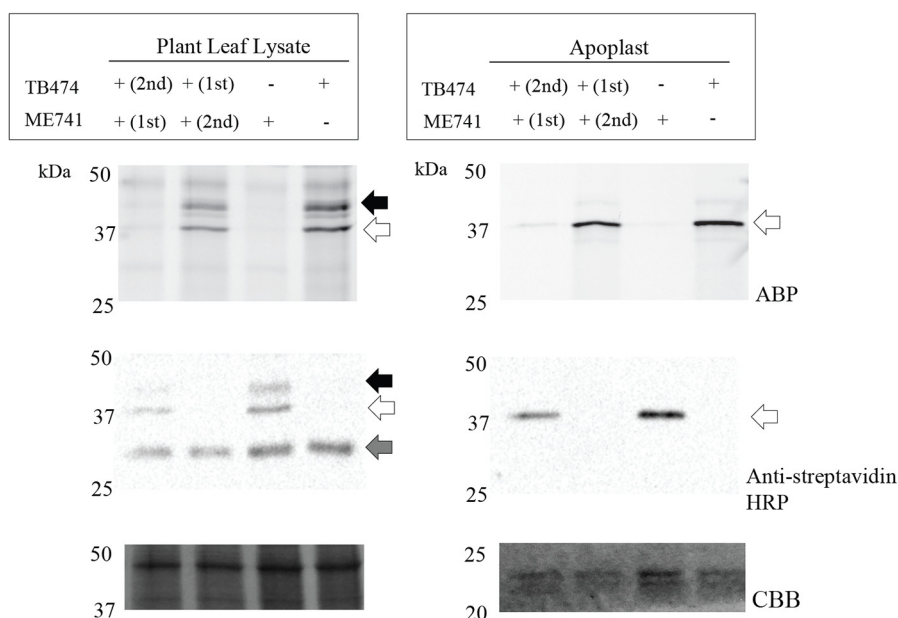 Plant Leaf Lysate
TB474 + (2nd) + (1st) - +
ME741 + (1st) + (2nd) + -
kDa 50
37
25
50
37
25
50
37
Apoplast
TB474 + (2nd) + (1st) - +
ME741 + (1st) + (2nd) + -
kDa 50
37
25
ABP
50
37
25
Anti-streptavidin
HRP
25
20
CBB